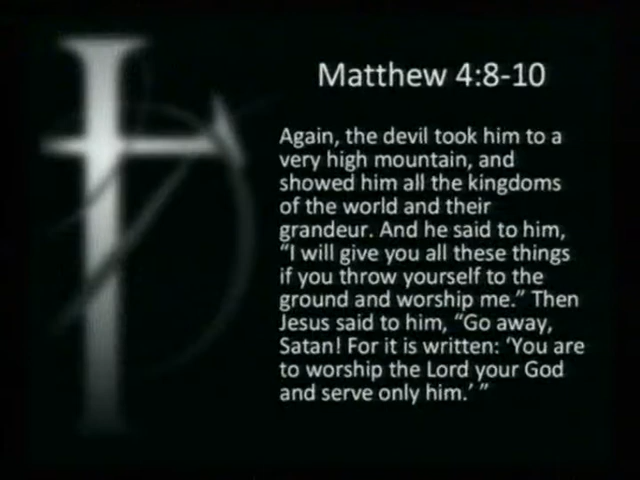 Matthew 4:8-10
Again, the devil took him to a
very high mountain, and
showed him all the kingdoms
of the world and their
grandeur. And he said to him,
“I will give you all these things
if you throw yourself to the
ground and worship me.” Then
Jesus said to him, “Go away,
Satan! For it is written: ‘You are
to worship the Lord your God
and serve only him.’ ”